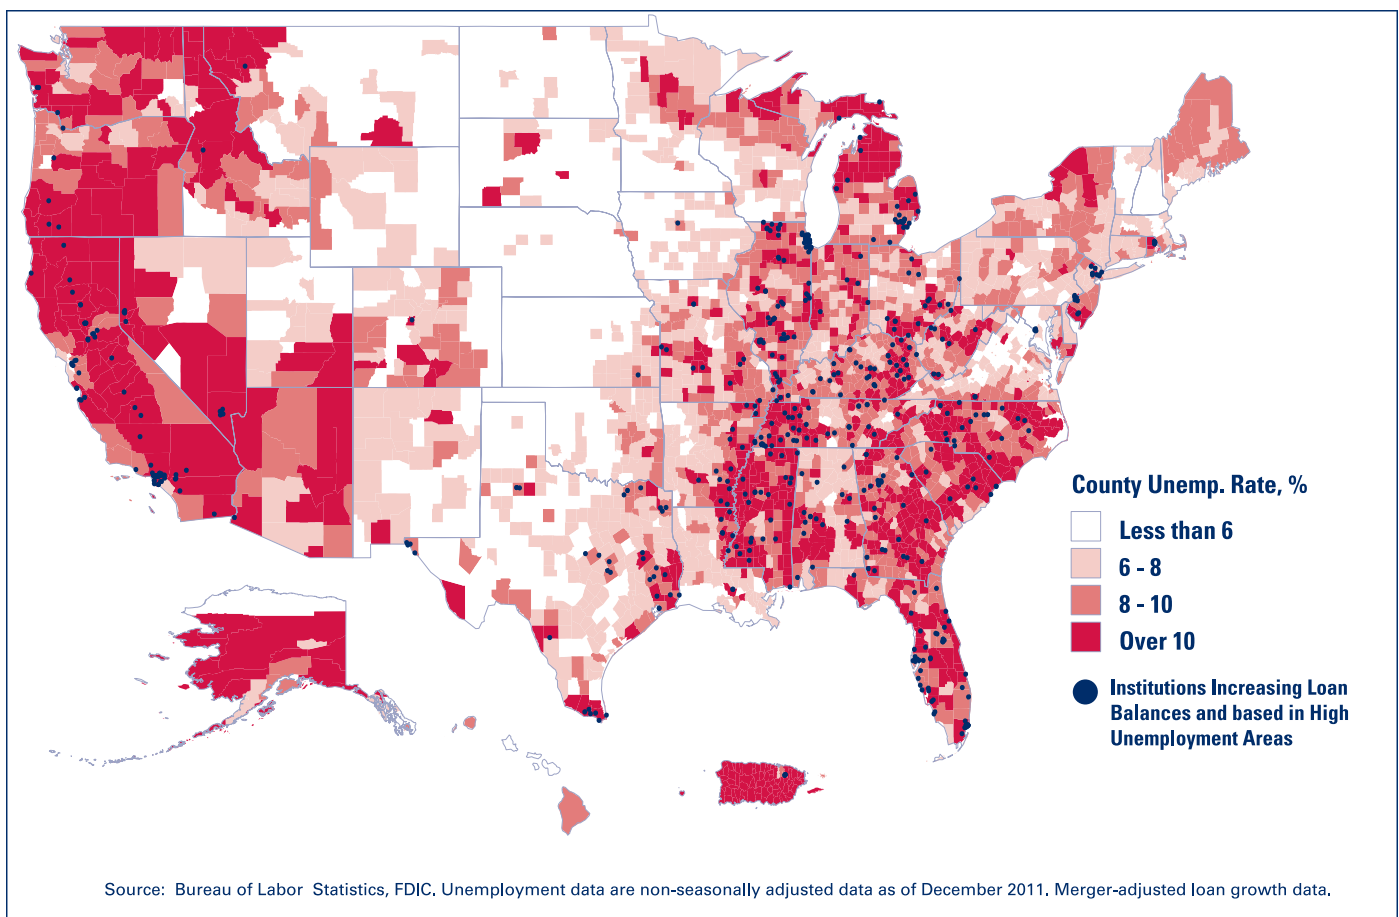 County Unemp. Rate, %
Less than 6
6 - 8
8 - 10
Over 10
Institutions Increasing Loan
Balances and based in High
Unemployment Areas
Source: Bureau of Labor Statistics, FDIC. Unemployment data are non-seasonally adjusted data as of December 2011. Merger-adjusted loan growth data.